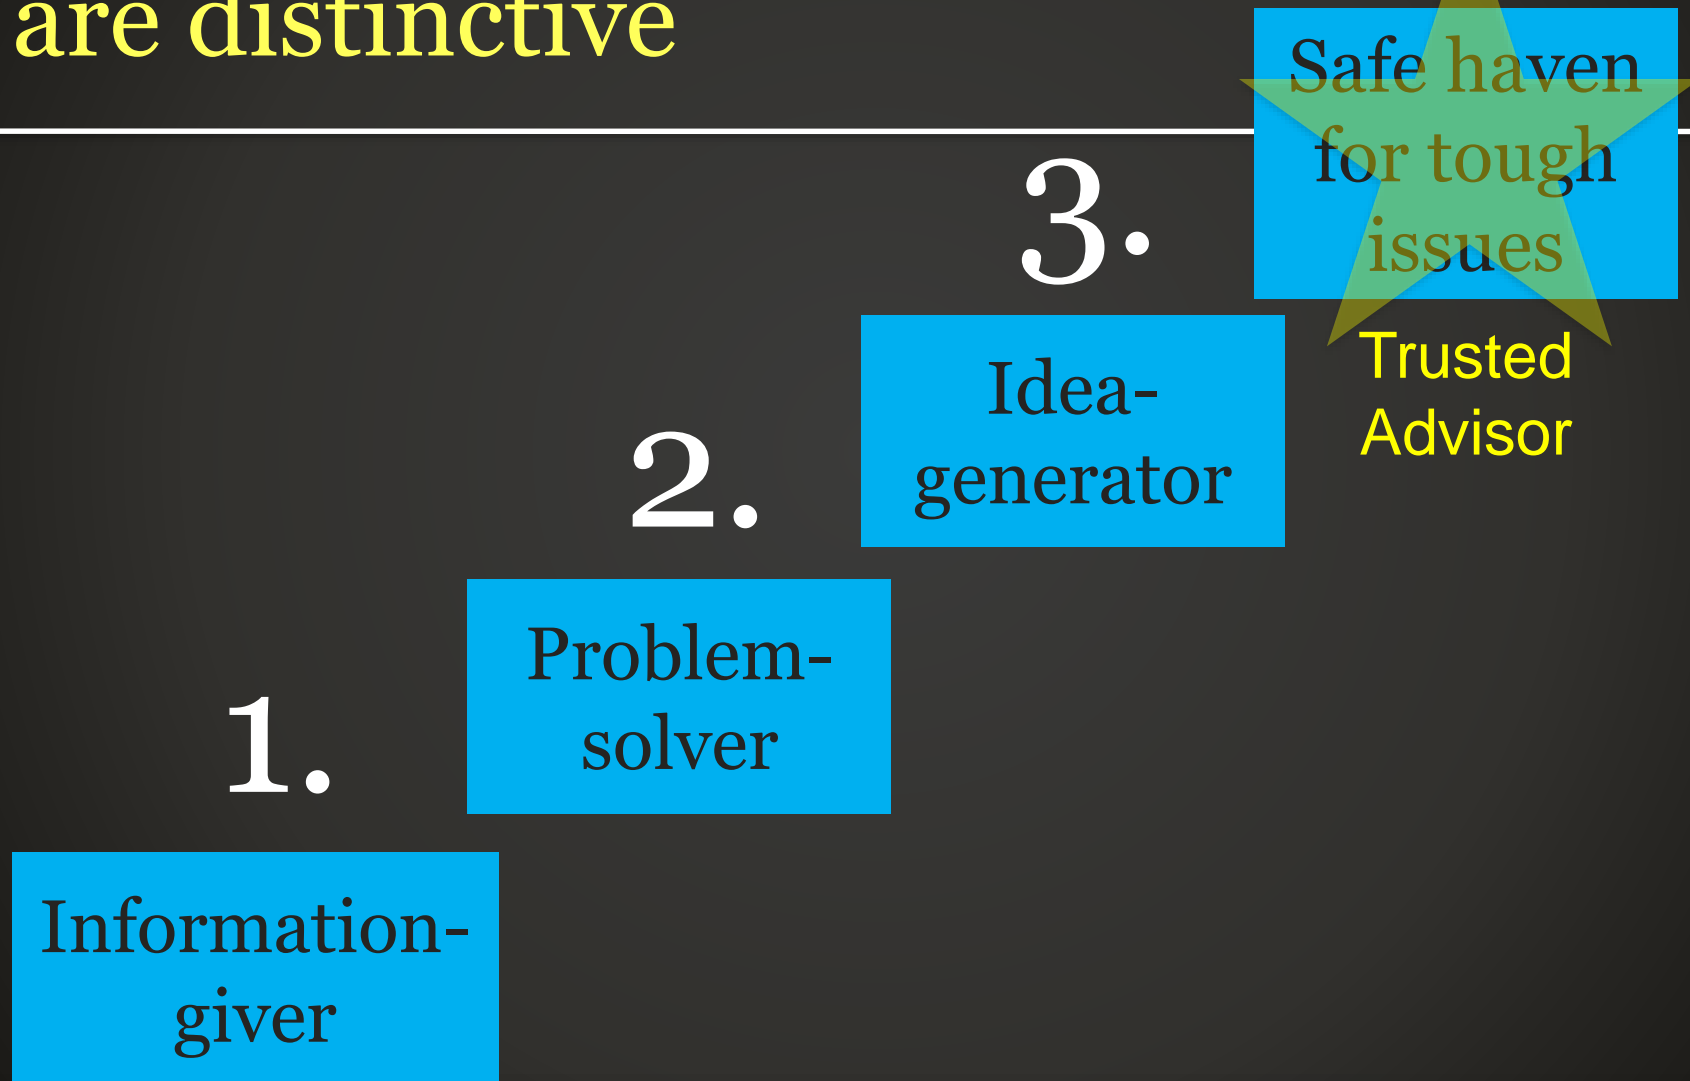 are distinctive
Safe haven
for tough
issues
Trusted
Advisor
3.
Idea-
generator
2.
Problem-
solver
1.
Information-
giver